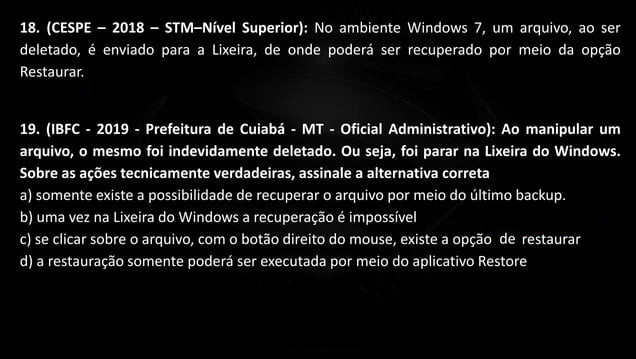 18. (CESPE – 2018 – STM–Nível Superior): No ambiente Windows 7, um arquivo, ao ser
deletado, é enviado para a Lixeira, de onde poderá ser recuperado por meio da opção
Restaurar.
19. (IBFC - 2019 - Prefeitura de Cuiabá - MT - Oficial Administrativo): Ao manipular um
arquivo, o mesmo foi indevidamente deletado. Ou seja, foi parar na Lixeira do Windows.
Sobre as ações tecnicamente verdadeiras, assinale a alternativa correta
a) somente existe a possibilidade de recuperar o arquivo por meio do último backup.
b) uma vez na Lixeira do Windows a recuperação é impossível
c) se clicar sobre o arquivo, com o botão direito do mouse, existe a opção de restaurar
d) a restauração somente poderá ser executada por meio do aplicativo Restore